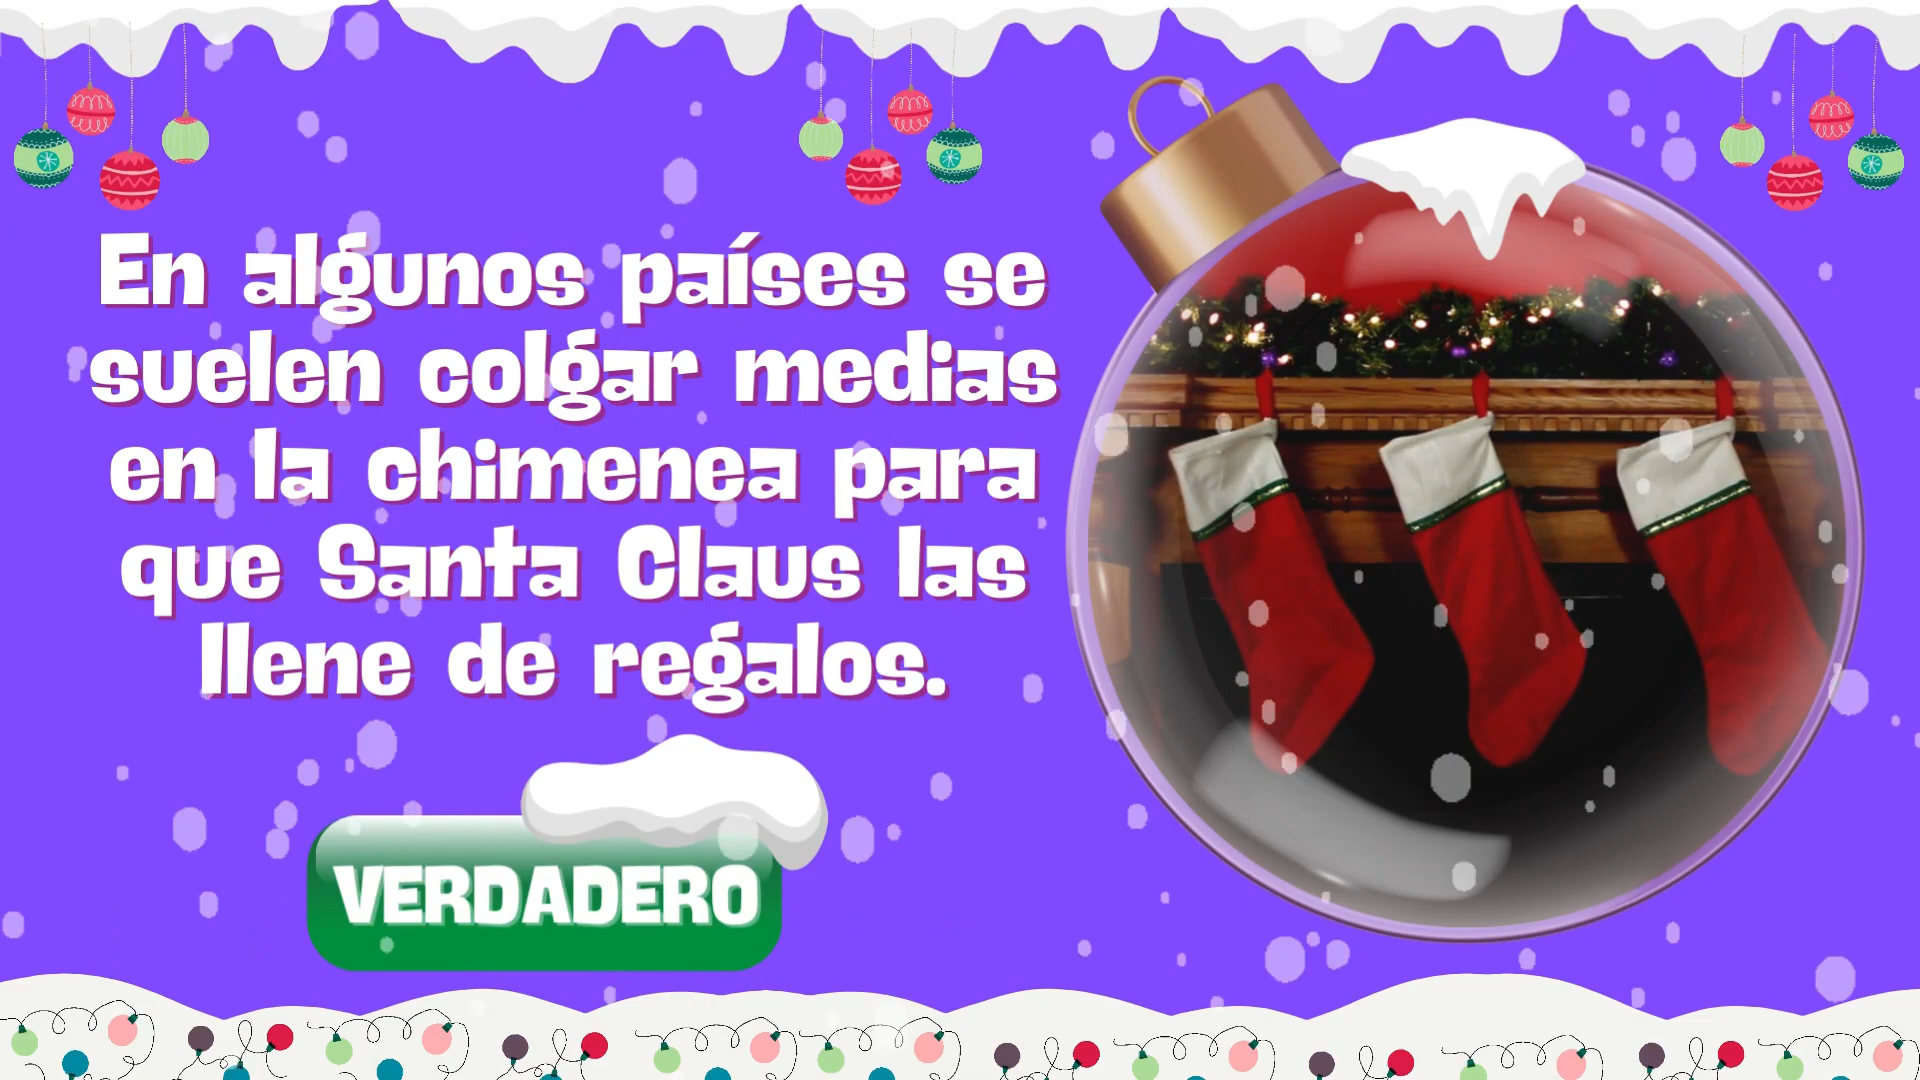 En algunos países se
suelen colgar medias
en la chimenea para
que Santa Claus las
llene de regalos.
VERDADERO